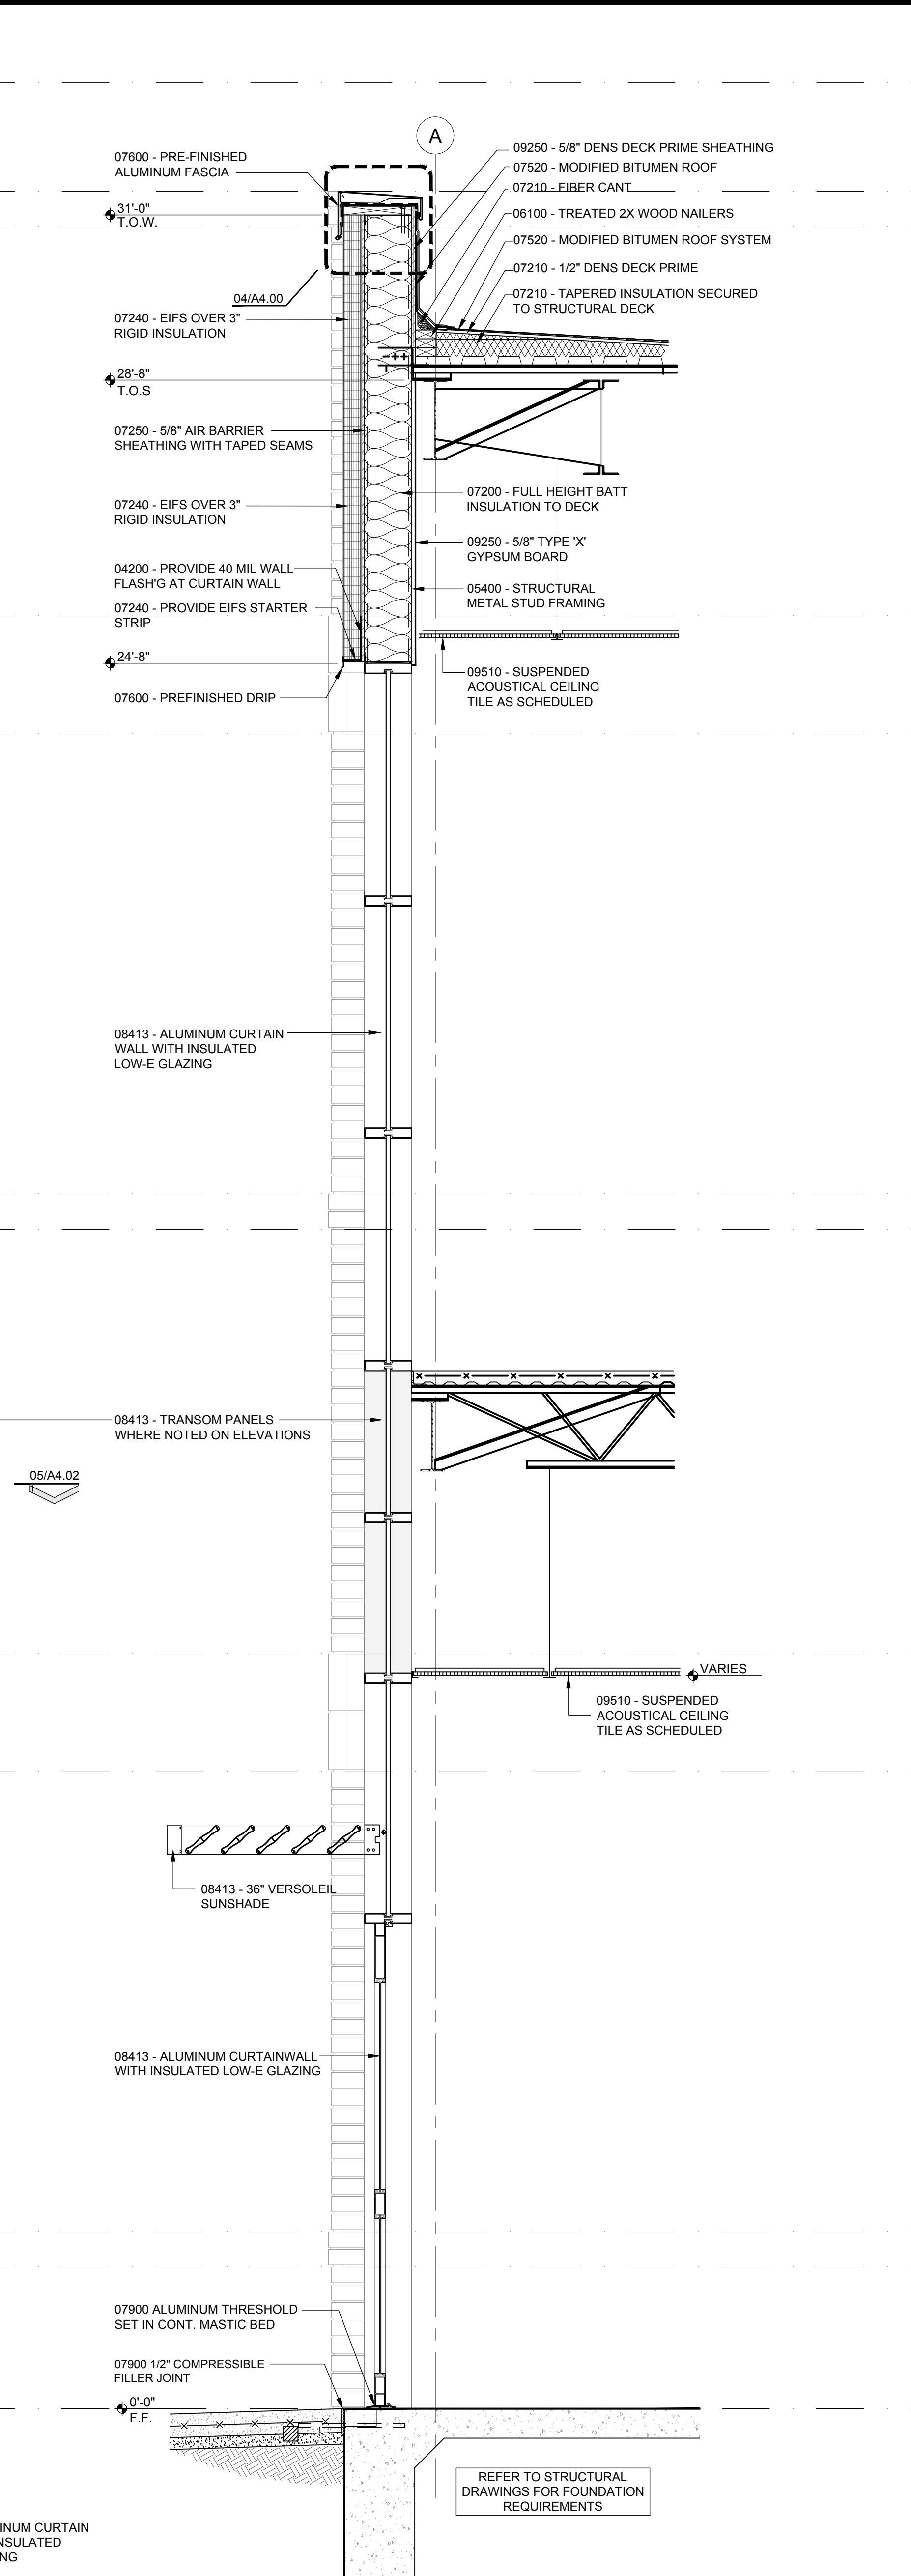 A
07600 - PRE-FINISHED
ALUMINUM FASCIA
09250 - 5/8" DENS DECK PRIME SHEATHING
07520 - MODIFIED BITUMEN ROOF
07210 - FIBER CANT
06100 - TREATED 2X WOOD NAILERS
07520 - MODIFIED BITUMEN ROOF SYSTEM
07210 - 1/2" DENS DECK PRIME
07210 - TAPERED INSULATION SECURED
TO STRUCTURAL DECK
31'-0"
T.O.W.
04/A4.00
07240 - EIFS OVER 3"
RIGID INSULATION
28'-8"
T.O.S
07250 - 5/8" AIR BARRIER
SHEATHING WITH TAPED SEAMS
07200 - FULL HEIGHT BATT
INSULATION TO DECK
07240 - EIFS OVER 3"
RIGID INSULATION
09250 - 5/8" TYPE 'X'
GYPSUM BOARD
04200 - PROVIDE 40 MIL WALL
FLASH'G AT CURTAIN WALL
05400 - STRUCTURAL
METAL STUD FRAMING
07240 - PROVIDE EIFS STARTER
STRIP
24'-8"
09510 - SUSPENDED
ACOUSTICAL CEILING
TILE AS SCHEDULED
07600 - PREFINISHED DRIP
08413 - ALUMINUM CURTAIN
WALL WITH INSULATED
LOW-E GLAZING
08413 - TRANSOM PANELS
WHERE NOTED ON ELEVATIONS
05/A4.02
VARIES
09510 - SUSPENDED
ACOUSTICAL CEILING
TILE AS SCHEDULED
08413 - 36" VERSOLEIL
SUNSHADE
08413 - ALUMINUM CURTAINWALL
WITH INSULATED LOW-E GLAZING
07900 ALUMINUM THRESHOLD
SET IN CONT. MASTIC BED
07900 1/2" COMPRESSIBLE
FILLER JOINT
0'-0"
F.F.
REFER TO STRUCTURAL
DRAWINGS FOR FOUNDATION
REQUIREMENTS
INUM CURTAIN
NSULATED
NG